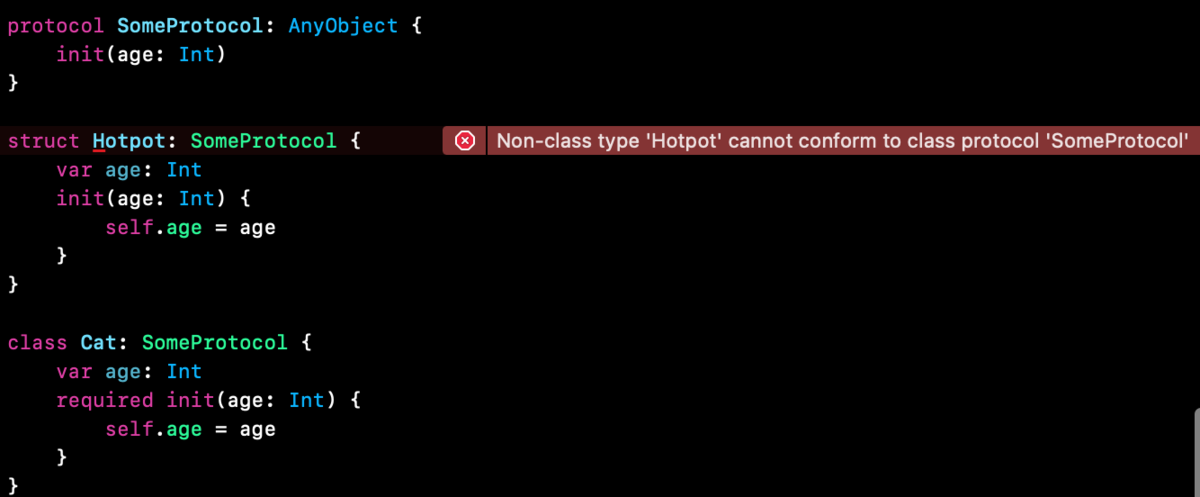 protocol SomeProtocol: AnyObject {
    init(age: Int)
}
struct Hotpot: SomeProtocol { Non-class type 'Hotpot' cannot conform to class protocol 'SomeProtocol'
    var age: Int
    init(age: Int) {
        self.age = age
    }
}
class Cat: SomeProtocol {
    var age: Int
    required init(age: Int) {
        self.age = age
    }
}